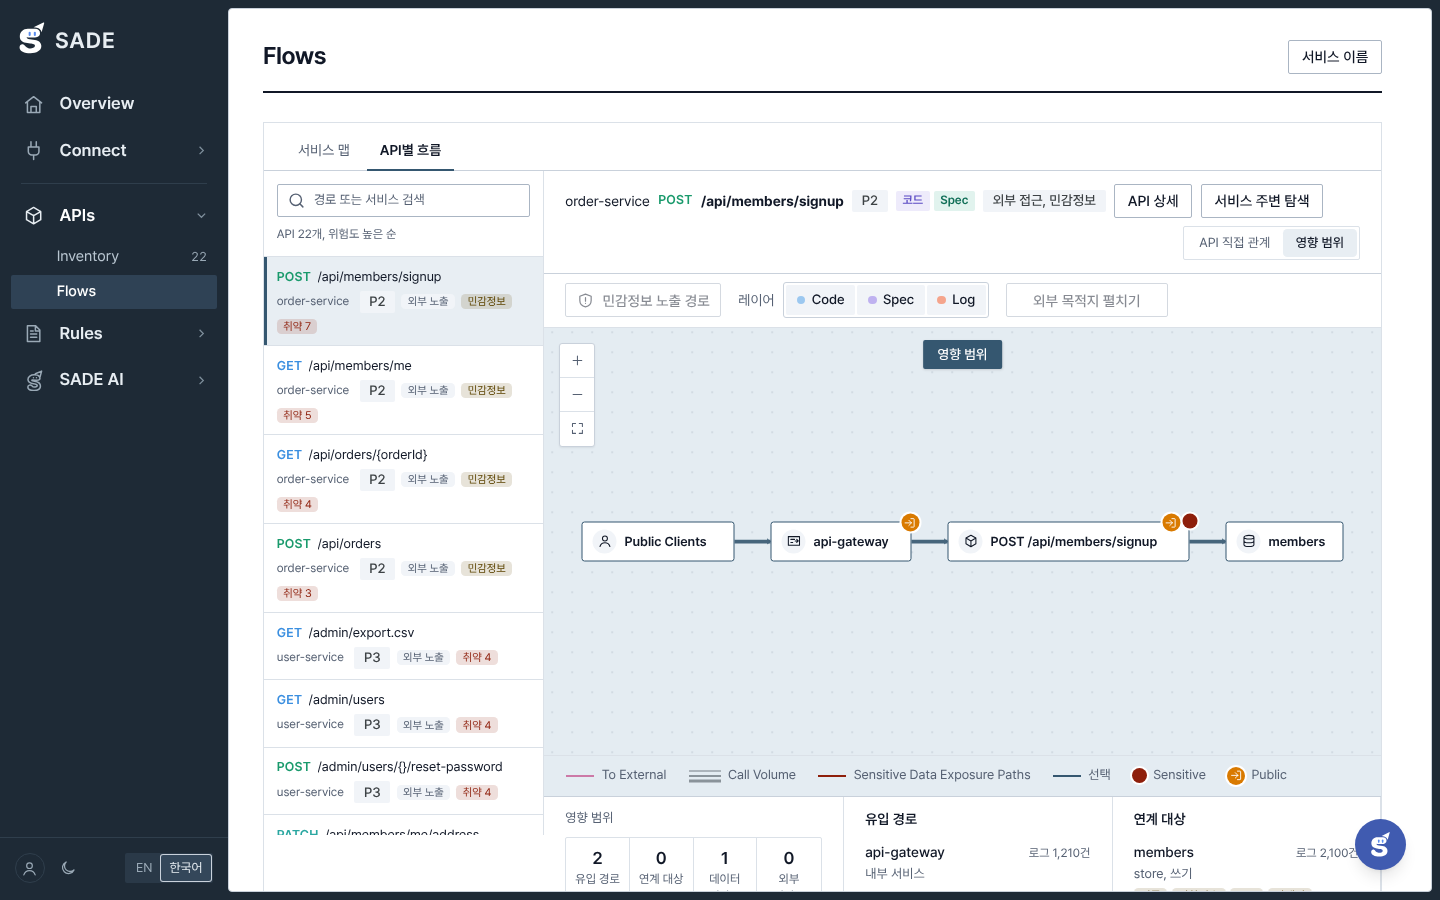 SADE
Overview
Connect
APIs
Inventory 22
Flows
Rules
SADE AI
EN 한국어
Flows
서비스 이름
서비스 맵 API별 흐름
경로 또는 서비스 검색
API 22개, 위험도 높은 순
POST /api/members/signup
order-service P2 외부 노출 민감정보
취약 7
GET /api/members/me
order-service P2 외부 노출 민감정보
취약 5
GET /api/orders/{orderId}
order-service P2 외부 노출 민감정보
취약 4
POST /api/orders
order-service P2 외부 노출 민감정보
취약 3
GET /admin/export.csv
user-service P3 외부 노출 취약 4
GET /admin/users
user-service P3 외부 노출 취약 4
POST /admin/users/{}/reset-password
user-service P3 외부 노출 취약 4
PATCH /api/members/me/address
order-service POST /api/members/signup P2 코드 Spec 외부 접근, 민감정보 API 상세 서비스 주변 탐색
API 직접 관계 영향 범위
민감정보 노출 경로 레이어 Code Spec Log 외부 목적지 펼치기
영향 범위
Public Clients
api-gateway
POST /api/members/signup
members
To External Call Volume Sensitive Data Exposure Paths 선택 Sensitive Public
영향 범위
2 0 1 0
유입 경로 연계 대상 데이터 외부
유입 경로
api-gateway 로그 1,210건
내부 서비스
연계 대상
members 로그 2,100건
store, 쓰기